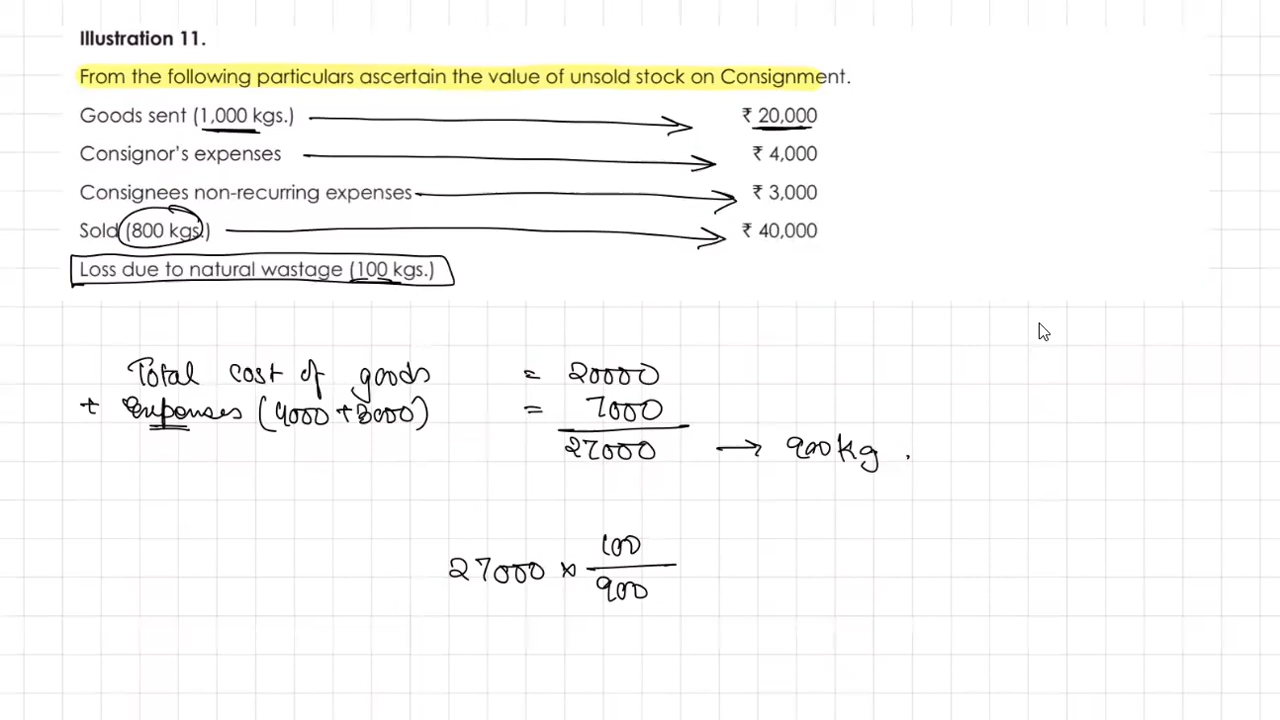 Illustration 11.
From the following particulars ascertain the value of unsold stock on Consignment.
Goods sent (1,000 kgs.) ₹ 20,000
Consignor's expenses ₹ 4,000
Consignees non-recurring expenses ₹ 3,000
Sold (800 kgs.) ₹ 40,000
Loss due to natural wastage (100 kgs.)
Total cost of goods = 20000
+ expenses (4000 + 3000) = 7000
27000 → 900 kg.
100
27000 ×
900